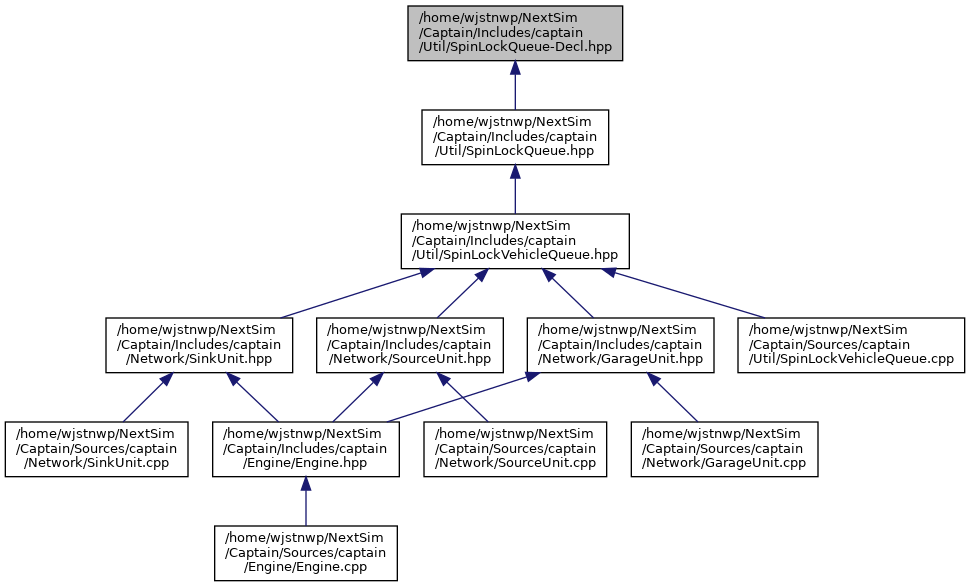 /home/wjstnwp/NextSim
/Captain/Includes/captain
/Util/SpinLockQueue-Decl.hpp
/home/wjstnwp/NextSim
/Captain/Includes/captain
/Util/SpinLockQueue.hpp
/home/wjstnwp/NextSim
/Captain/Includes/captain
/Util/SpinLockVehicleQueue.hpp
/home/wjstnwp/NextSim
/Captain/Includes/captain
/Network/SinkUnit.hpp
/home/wjstnwp/NextSim
/Captain/Includes/captain
/Network/SourceUnit.hpp
/home/wjstnwp/NextSim
/Captain/Includes/captain
/Network/GarageUnit.hpp
/home/wjstnwp/NextSim
/Captain/Sources/captain
/Util/SpinLockVehicleQueue.cpp
/home/wjstnwp/NextSim
/Captain/Sources/captain
/Network/SinkUnit.cpp
/home/wjstnwp/NextSim
/Captain/Includes/captain
/Engine/Engine.hpp
/home/wjstnwp/NextSim
/Captain/Sources/captain
/Network/SourceUnit.cpp
/home/wjstnwp/NextSim
/Captain/Sources/captain
/Network/GarageUnit.cpp
/home/wjstnwp/NextSim
/Captain/Sources/captain
/Engine/Engine.cpp